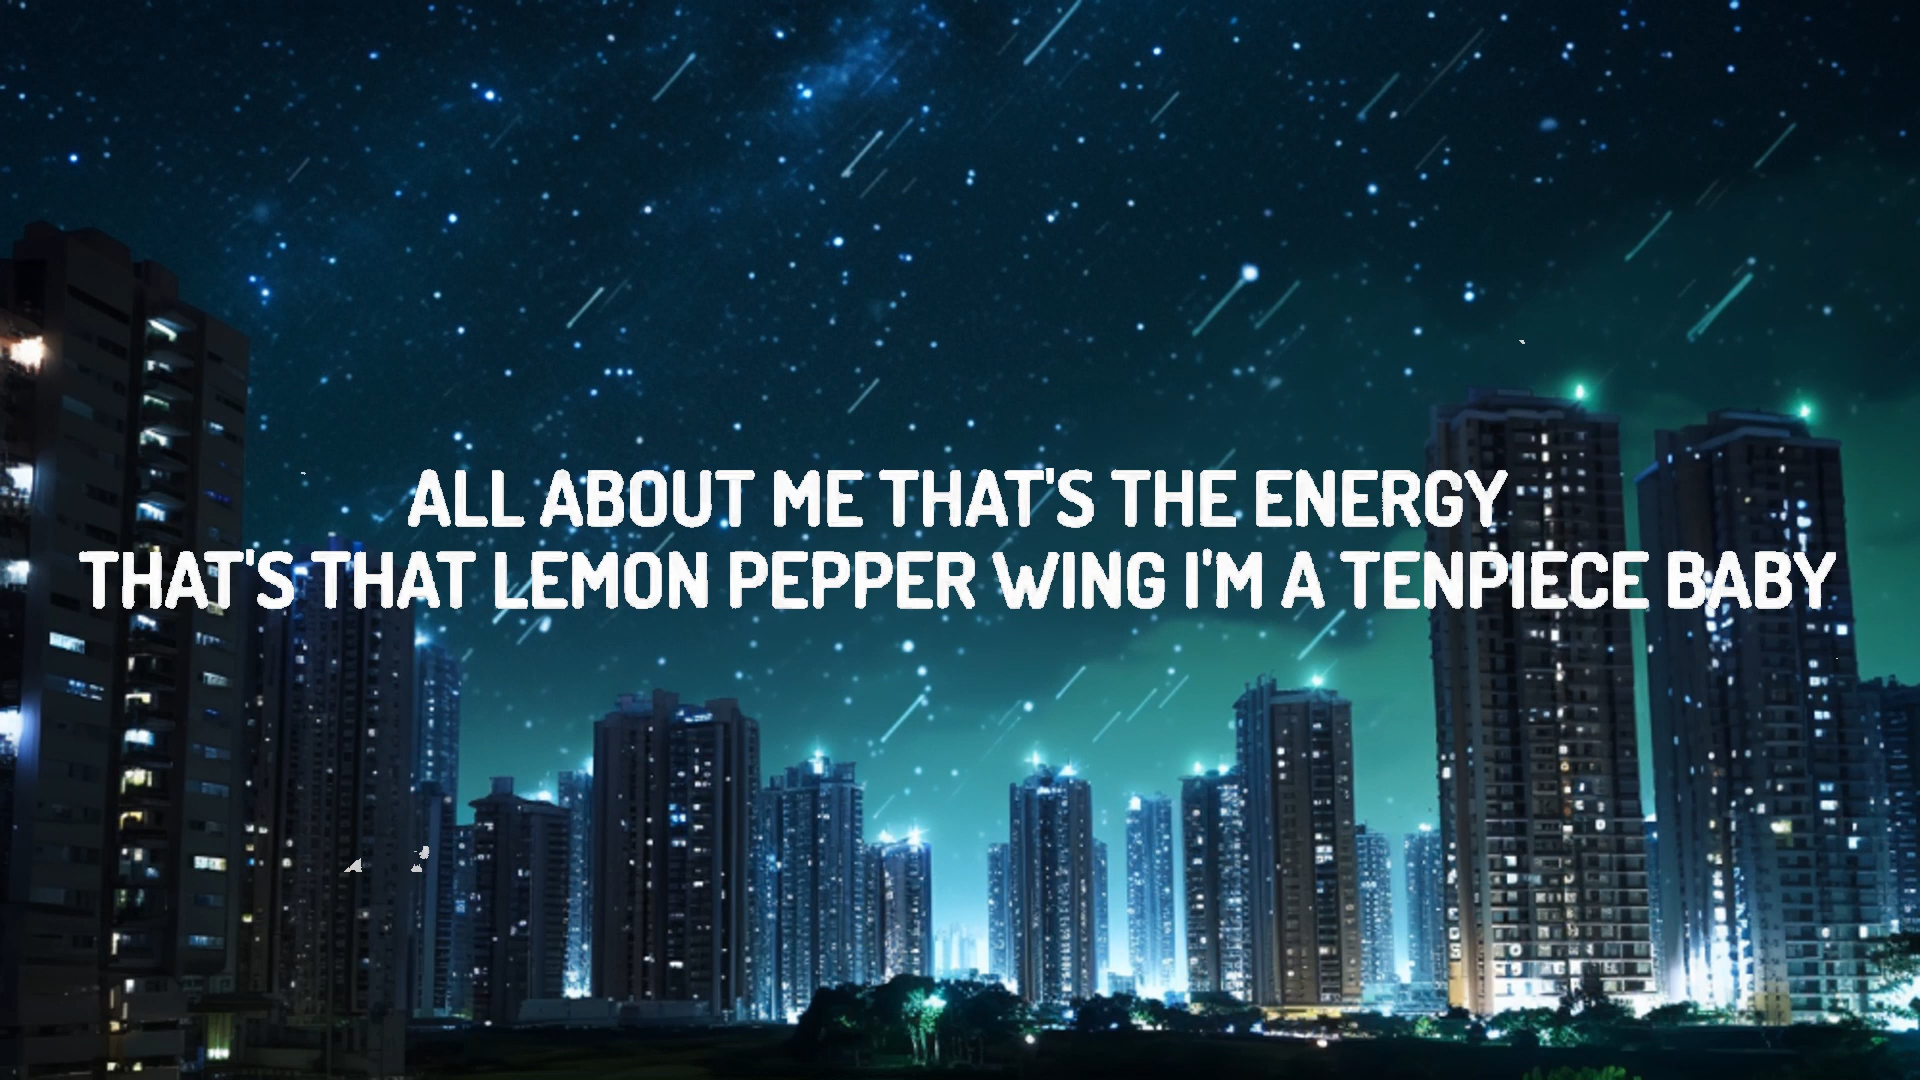 ALL ABOUT ME THAT'S THE ENERGY
THAT'S THAT LEMON PEPPER WING I'M A TENPIECE BABY